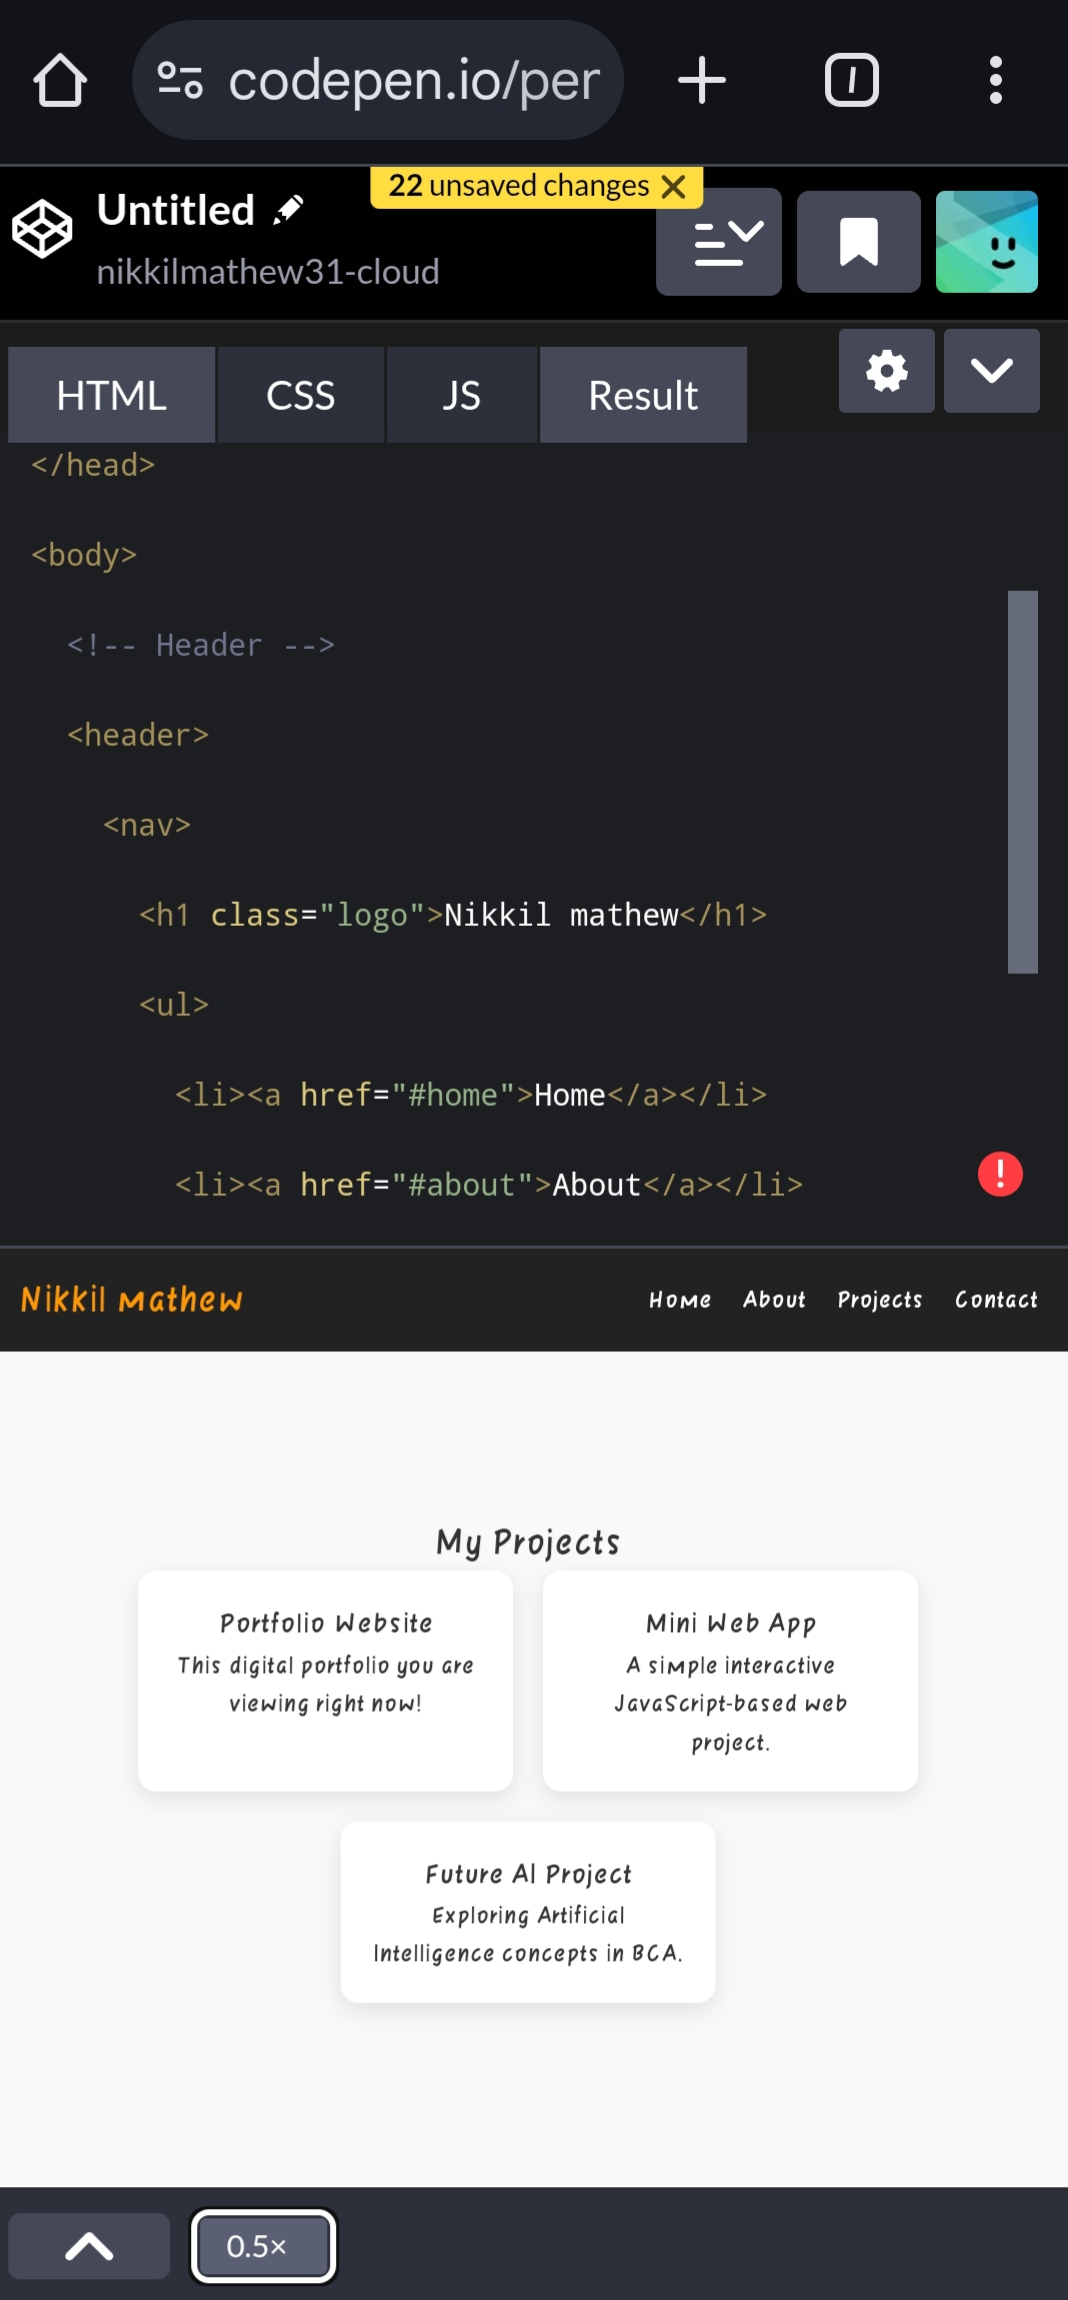 codepen.io/per
22 unsaved changes
Untitled
nikkilmathew31-cloud
HTML
CSS
JS
Result
</head>
<body>
<!-- Header -->
<header>
<nav>
<h1 class="logo">Nikkil mathew</h1>
<ul>
<li><a href="#home">Home</a></li>
<li><a href="#about">About</a></li>
Nikkil mathew
Home About Projects Contact
My Projects
Portfolio Website
This digital portfolio you are
viewing right now!
Mini Web App
A simple interactive
JavaScript-based web
project.
Future AI Project
Exploring Artificial
Intelligence concepts in BCA.
0.5×